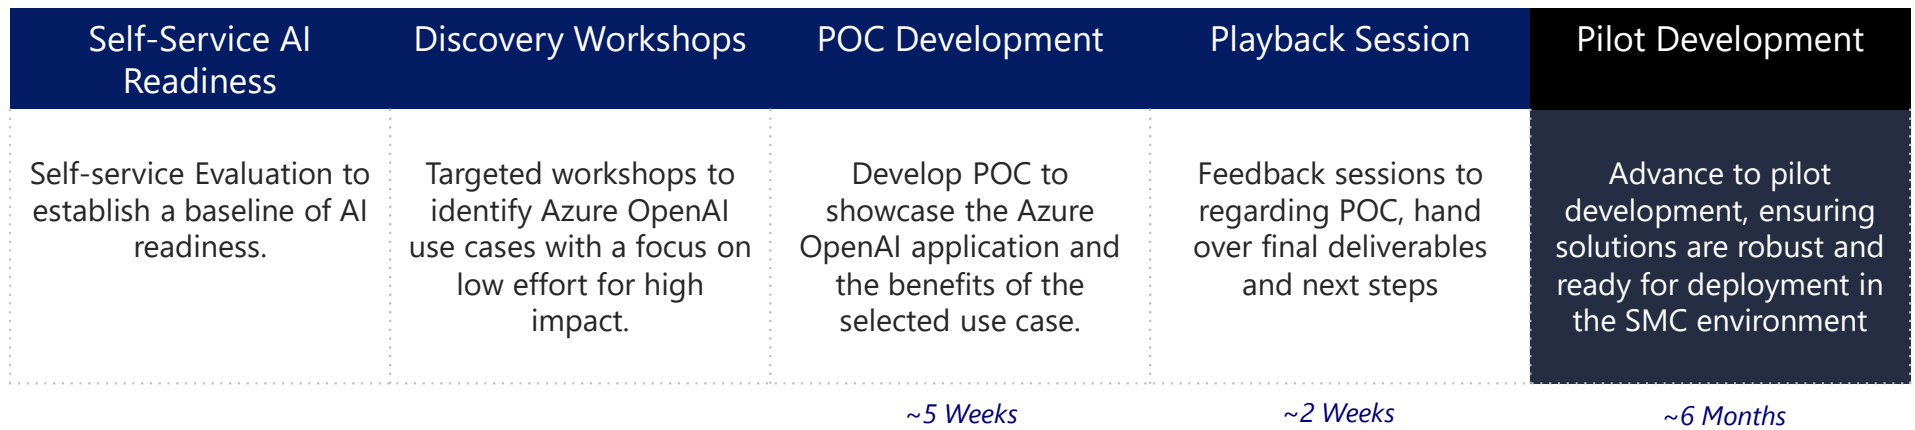 Self-Service AI
Readiness
Discovery Workshops
POC Development
Playback Session
Pilot Development
Self-service Evaluation to
establish a baseline of AI
readiness.
Targeted workshops to
identify Azure OpenAI
use cases with a focus on
low effort for high
impact.
Develop POC to
showcase the Azure
OpenAI application and
the benefits of the
selected use case.
Feedback sessions to
regarding POC, hand
over final deliverables
and next steps
Advance to pilot
development, ensuring
solutions are robust and
ready for deployment in
the SMC environment
~5 Weeks
~2 Weeks
~6 Months